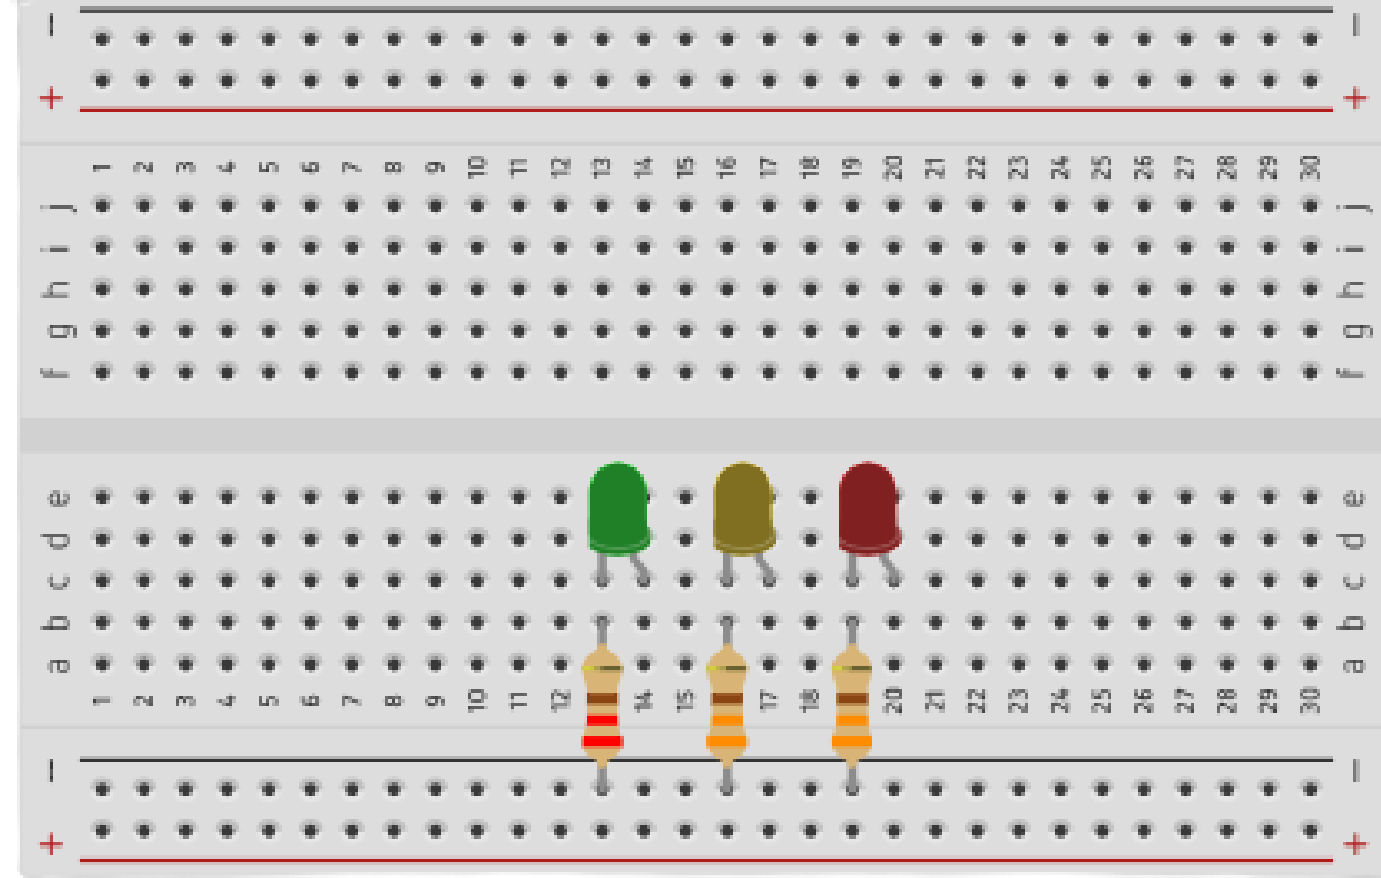 − −
+ +
1 2 3 4 5 6 7 8 9 10 11 12 13 14 15 16 17 18 19 20 21 22 23 24 25 26 27 28 29 30
j j
i i
h h
g g
f f
e e
d d
c c
b b
a a
1 2 3 4 5 6 7 8 9 10 11 12 14 15 17 18 20 21 22 23 24 25 26 27 28 29 30
− −
+ +